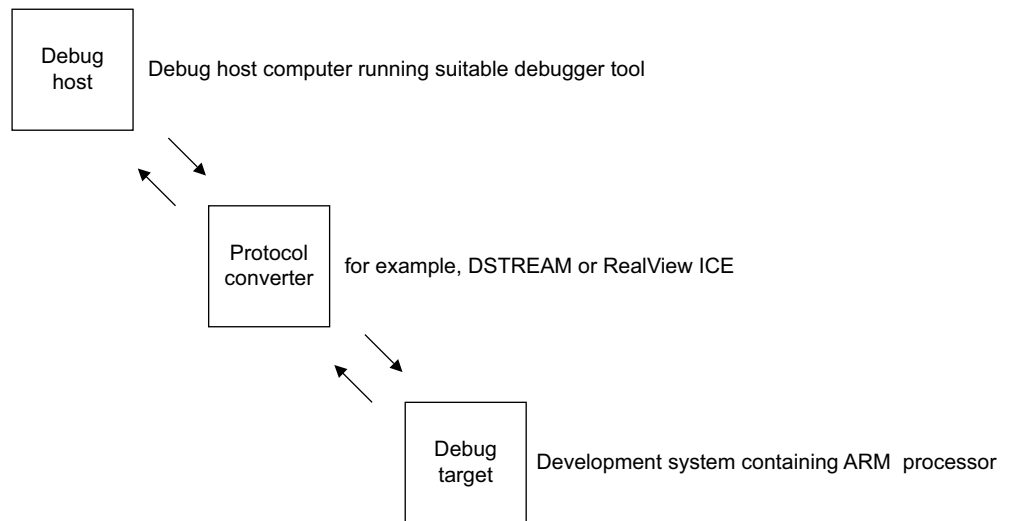 Debug
host
Debug host computer running suitable debugger tool
Protocol
converter
for example, DSTREAM or RealView ICE
Debug
target
Development system containing ARM  processor